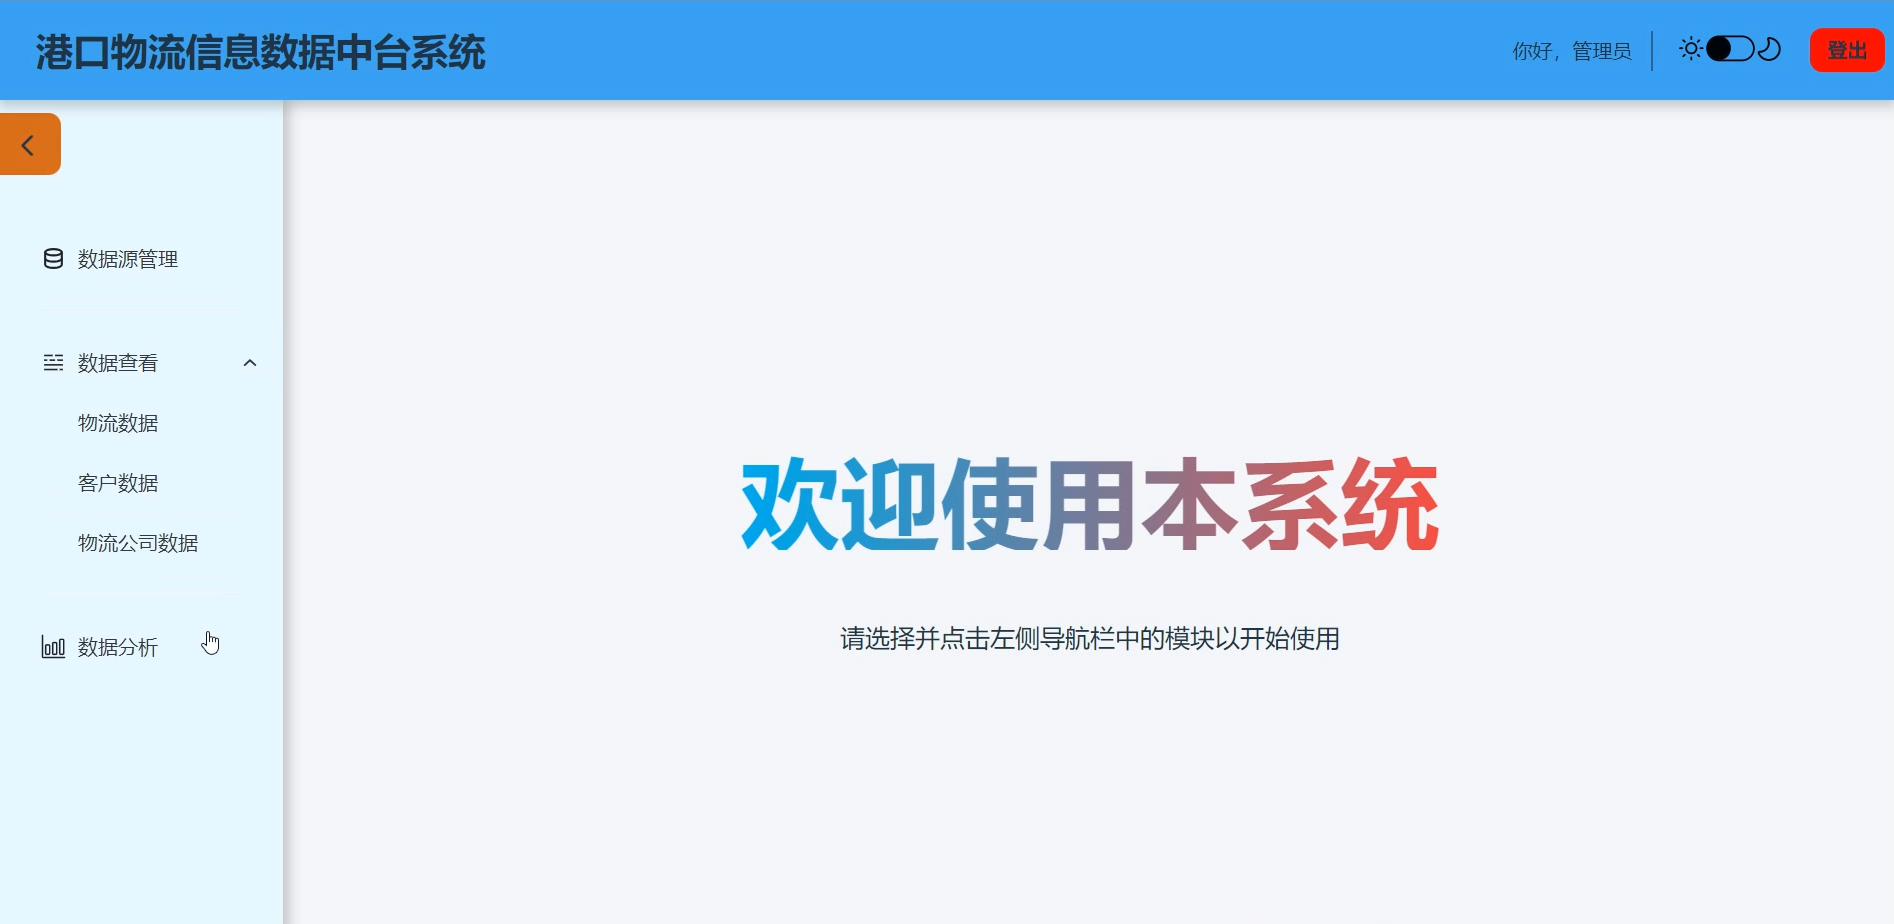 港口物流信息数据中台系统
你好，管理员
登出
数据源管理
数据查看
物流数据
客户数据
物流公司数据
数据分析
欢迎使用本系统
请选择并点击左侧导航栏中的模块以开始使用